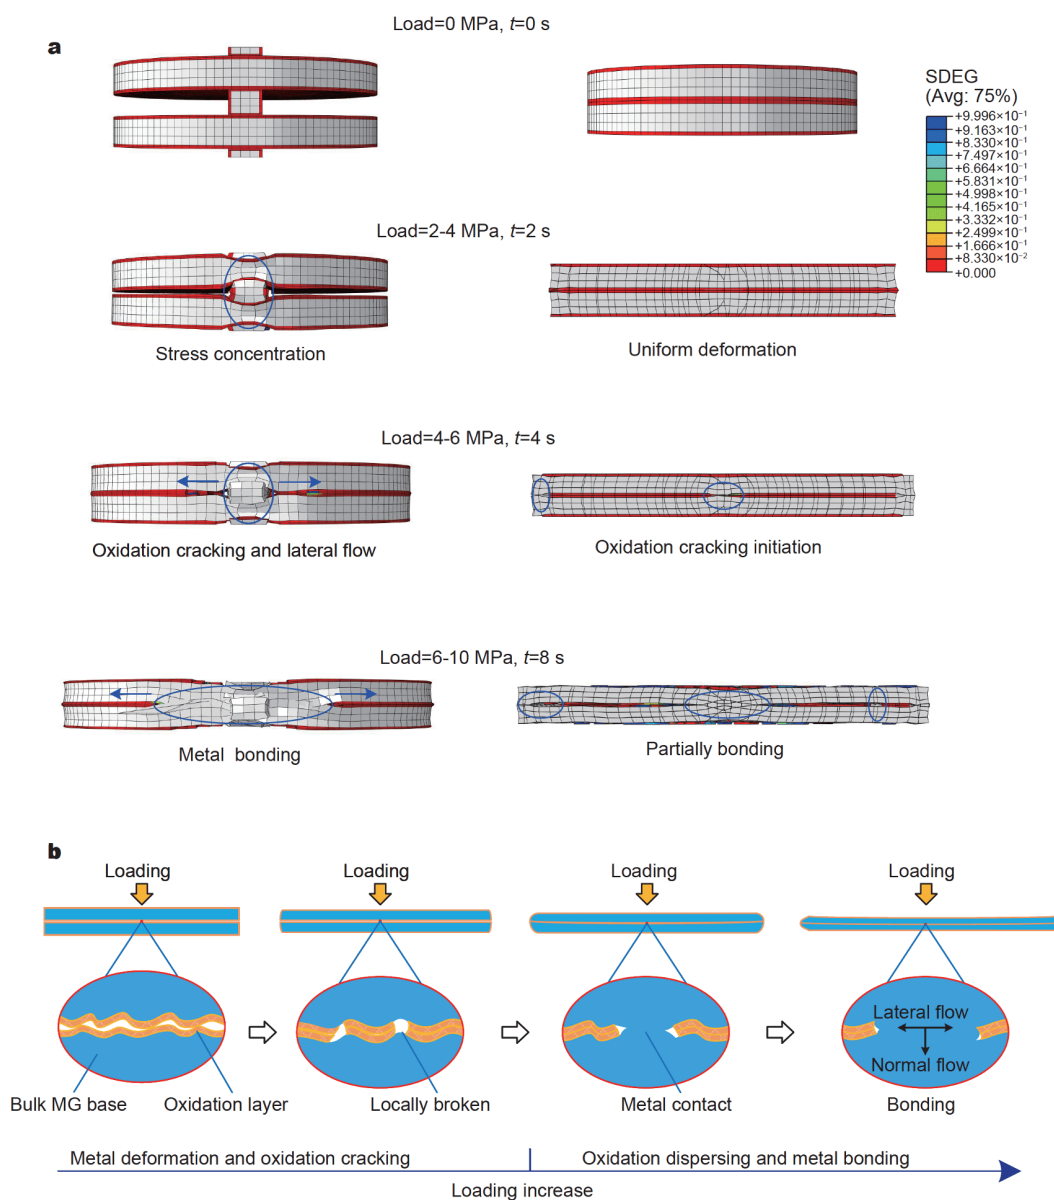 Load=0 MPa, t=0 s
a
SDEG
(Avg: 75%)
+9.996×10⁻¹
+9.163×10⁻¹
+8.330×10⁻¹
+7.497×10⁻¹
+6.664×10⁻¹
+5.831×10⁻¹
+4.998×10⁻¹
+4.165×10⁻¹
+3.332×10⁻¹
+2.499×10⁻¹
+1.666×10⁻¹
+8.330×10⁻²
+0.000
Load=2-4 MPa, t=2 s
Stress concentration
Uniform deformation
Load=4-6 MPa, t=4 s
Oxidation cracking and lateral flow
Oxidation cracking initiation
Load=6-10 MPa, t=8 s
Metal bonding
Partially bonding
b
Loading
Loading
Loading
Loading
Lateral flow
Normal flow
Bulk MG base
Oxidation layer
Locally broken
Metal contact
Bonding
Metal deformation and oxidation cracking
Oxidation dispersing and metal bonding
Loading increase